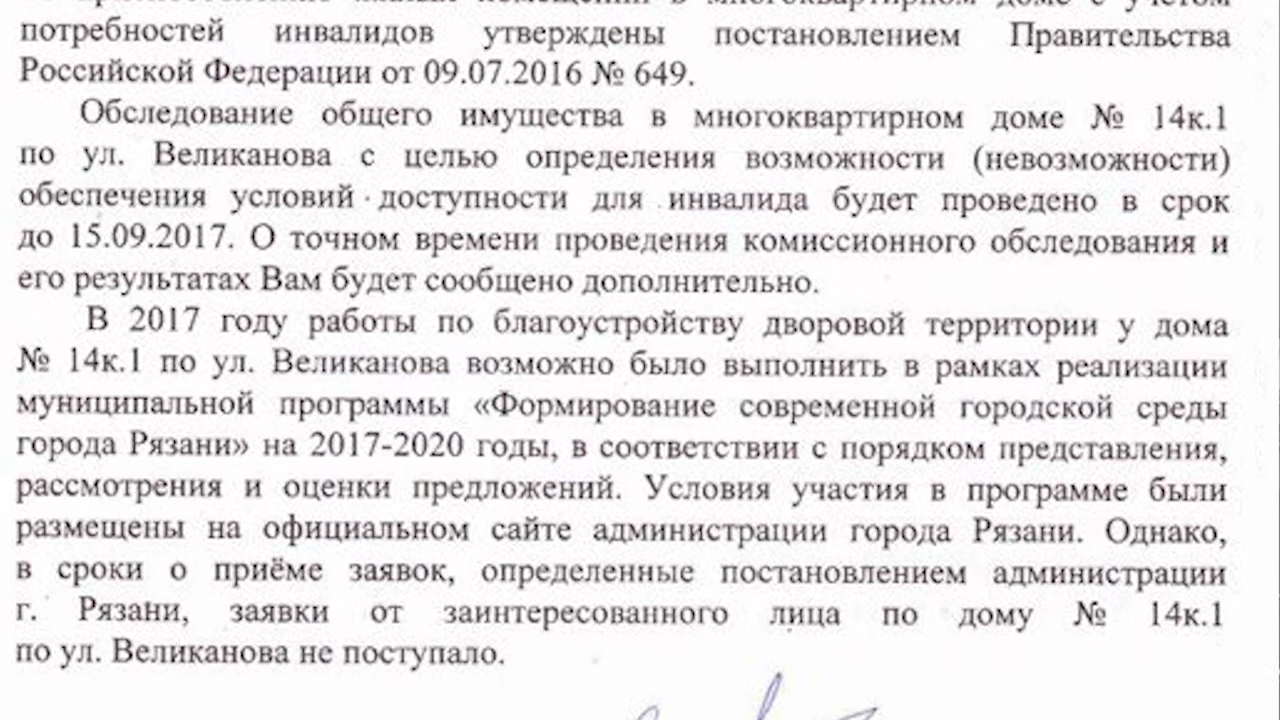 потребностей инвалидов утверждены постановлением Правительства
Российской Федерации от 09.07.2016 № 649.
Обследование общего имущества в многоквартирном доме № 14к.1
по ул. Великанова с целью определения возможности (невозможности)
обеспечения условий доступности для инвалида будет проведено в срок
до 15.09.2017. О точном времени проведения комиссионного обследования и
его результатах Вам будет сообщено дополнительно.
В 2017 году работы по благоустройству дворовой территории у дома
№ 14к.1 по ул. Великанова возможно было выполнить в рамках реализации
муниципальной программы «Формирование современной городской среды
города Рязани» на 2017-2020 годы, в соответствии с порядком представления,
рассмотрения и оценки предложений. Условия участия в программе были
размещены на официальном сайте администрации города Рязани. Однако,
в сроки о приёме заявок, определенные постановлением администрации
г. Рязани, заявки от заинтересованного лица по дому № 14к.1
по ул. Великанова не поступало.